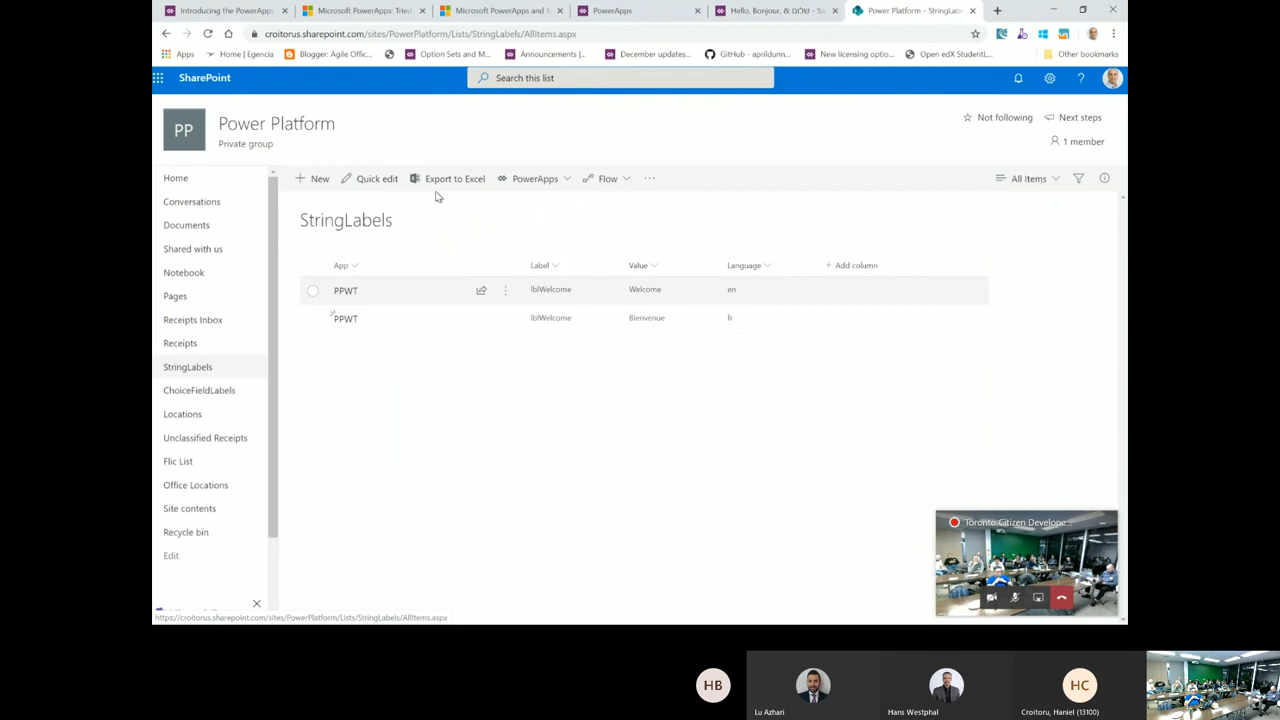 Introducing the PowerApps
Microsoft PowerApps: Tried
Microsoft PowerApps and M
PowerApps
Hello, Bonjour, & שלום - Sa
Power Platform - StringLab
croitorus.sharepoint.com/sites/PowerPlatform/Lists/StringLabels/AllItems.aspx
Apps
Home | Egencia
Blogger: Agile Offic...
Option Sets and M...
Announcements |...
December updates...
GitHub - aprildunn...
New licensing optio...
Open edX StudentL...
Other bookmarks
SharePoint
Search this list
?
PP
Power Platform
Private group
Not following
Next steps
1 member
Home
Conversations
Documents
Shared with us
Notebook
Pages
Receipts Inbox
Receipts
StringLabels
ChoiceFieldLabels
Locations
Unclassified Receipts
Flic List
Office Locations
Site contents
Recycle bin
Edit
New
Quick edit
Export to Excel
PowerApps
Flow
All Items
StringLabels
App
Label
Value
Language
+ Add column
PPWT
lblWelcome
Welcome
en
PPWT
lblWelcome
Bienvenue
fr
Toronto Citizen Develope...
https://croitorus.sharepoint.com/sites/PowerPlatform/Lists/StringLabels/AllItems.aspx
HB
Lu Azhari
Hans Westphal
HC
Croitoru, Haniel (13100)